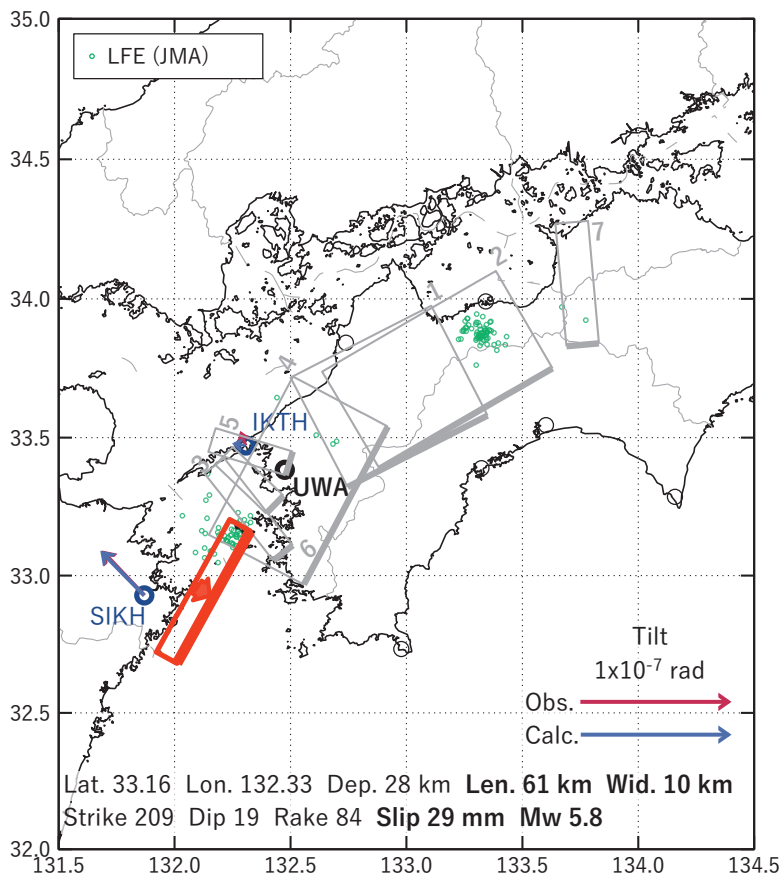 35.0
LFE (JMA)
34.5
7
2
34.0
1
4
IKTH
5
33.5
3
UWA
6
33.0
SIKH
Tilt
1x10⁻⁷ rad
32.5
Obs.
Calc.
Lat. 33.16 Lon. 132.33 Dep. 28 km Len. 61 km Wid. 10 km
Strike 209 Dip 19 Rake 84 Slip 29 mm Mw 5.8
32.0
131.5 132.0 132.5 133.0 133.5 134.0 134.5